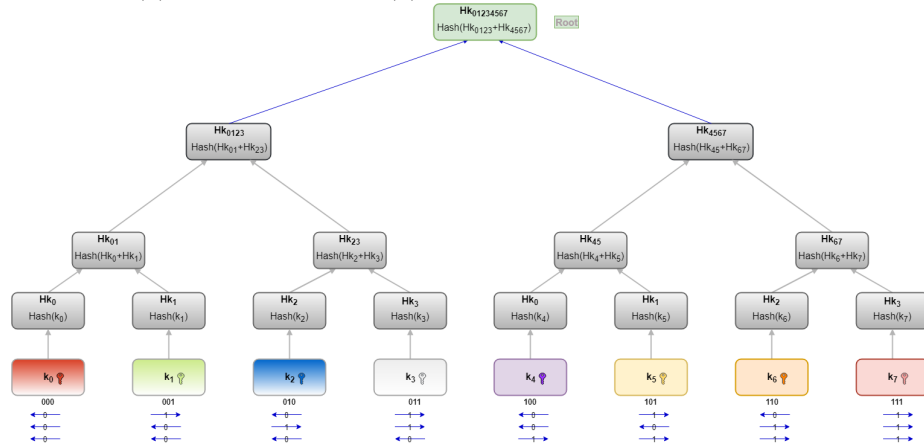 Hk01234567
Hash(Hk0123+Hk4567)
Root
Hk0123
Hash(Hk01+Hk23)
Hk4567
Hash(Hk45+Hk67)
Hk01
Hash(Hk0+Hk1)
Hk23
Hash(Hk2+Hk3)
Hk45
Hash(Hk4+Hk5)
Hk67
Hash(Hk6+Hk7)
Hk0
Hash(k0)
Hk1
Hash(k1)
Hk2
Hash(k2)
Hk3
Hash(k3)
Hk0
Hash(k4)
Hk1
Hash(k5)
Hk2
Hash(k6)
Hk3
Hash(k7)
k0
k1
k2
k3
k4
k5
k6
k7
000
001
010
011
100
101
110
111
0 1 0 1 0 1 0 1
0 0 1 1 0 0 1 1
0 0 0 0 1 1 1 1